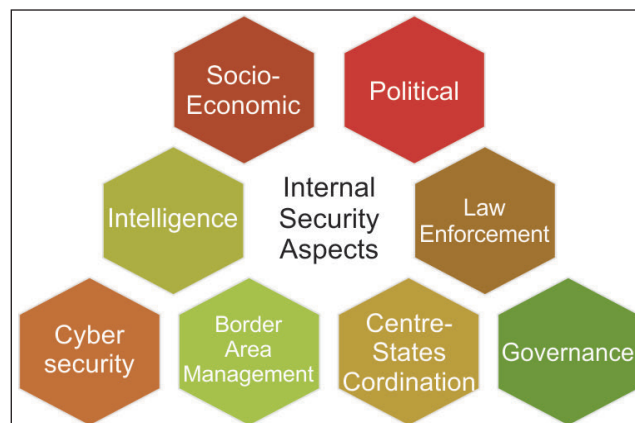 Socio-
Economic
Political
Intelligence
Internal
Security
Aspects
Law
Enforcement
Cyber
security
Border
Area
Management
Centre-
States
Cordination
Governance